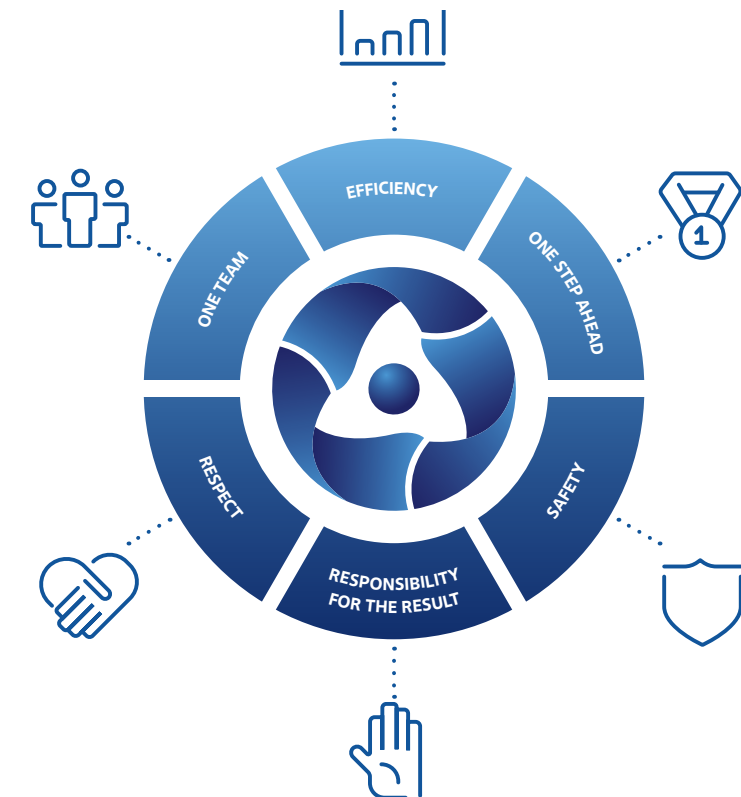 EFFICIENCY
ONE STEP AHEAD
SAFETY
RESPONSIBILITY
FOR THE RESULT
RESPECT
ONE TEAM
1